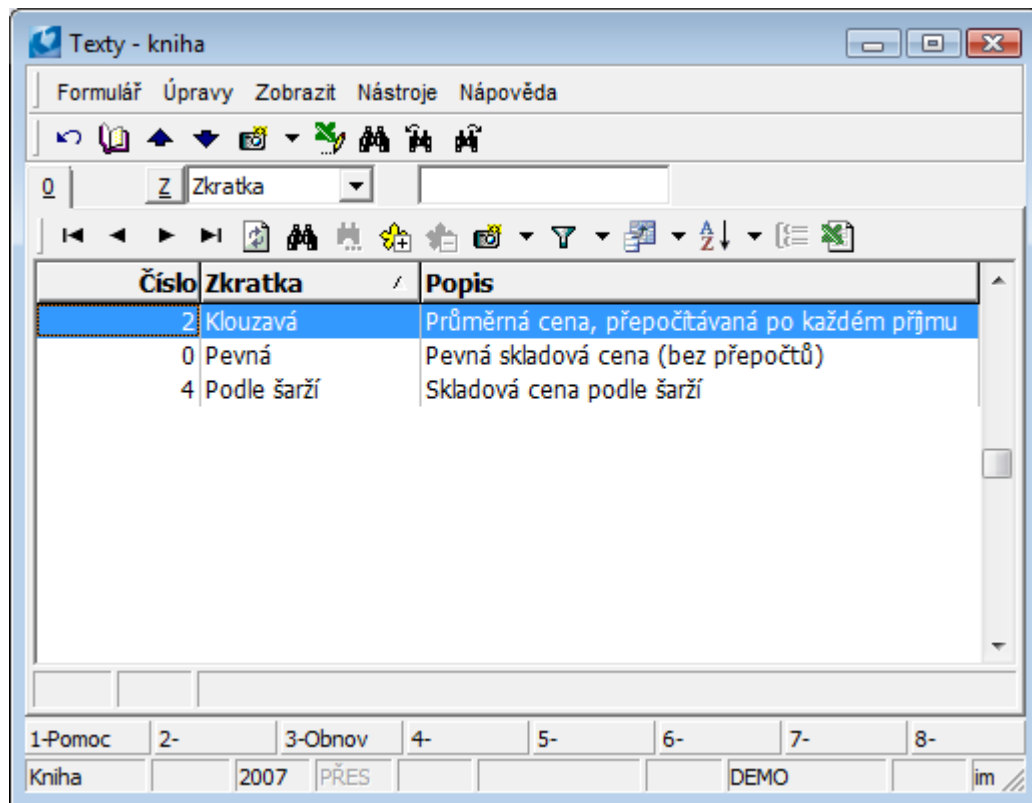 Texty - kniha
Formulář Úpravy Zobrazit Nástroje Nápověda
0 Z Zkratka
Číslo Zkratka Popis
2 Klouzavá Průměrná cena, přepočítávaná po každém příjmu
0 Pevná Pevná skladová cena (bez přepočtů)
4 Podle šarží Skladová cena podle šarží
1-Pomoc 2- 3-Obnov 4- 5- 6- 7- 8-
Kniha 2007 PŘES DEMO im